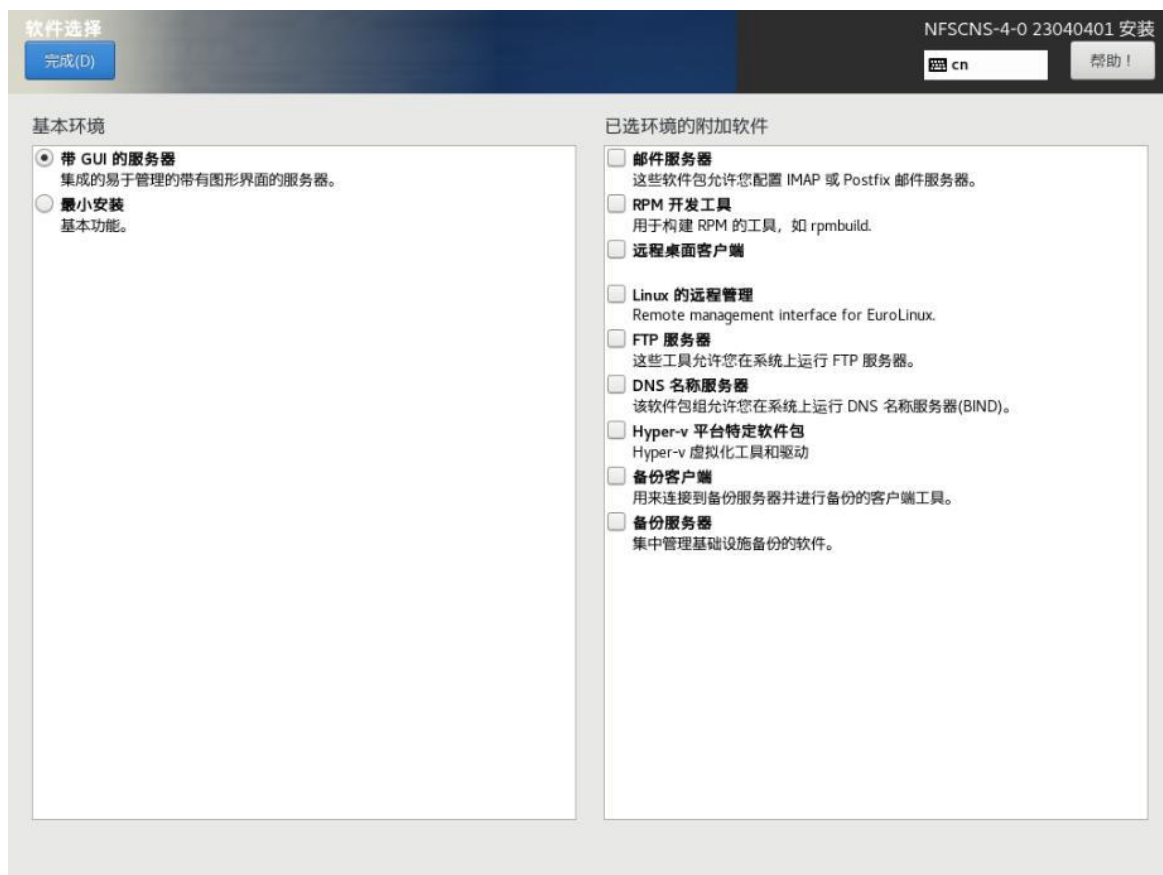 软件选择
完成(D)
NFSCNS-4-0 23040401 安装
cn
帮助！
基本环境
带 GUI 的服务器
集成的易于管理的带有图形界面的服务器。
最小安装
基本功能。
已选环境的附加软件
邮件服务器
这些软件包允许您配置 IMAP 或 Postfix 邮件服务器。
RPM 开发工具
用于构建 RPM 的工具，如 rpmbuild.
远程桌面客户端
Linux 的远程管理
Remote management interface for EuroLinux.
FTP 服务器
这些工具允许您在系统上运行 FTP 服务器。
DNS 名称服务器
该软件包组允许您在系统上运行 DNS 名称服务器(BIND)。
Hyper-v 平台特定软件包
Hyper-v 虚拟化工具和驱动
备份客户端
用来连接到备份服务器并进行备份的客户端工具。
备份服务器
集中管理基础设施备份的软件。